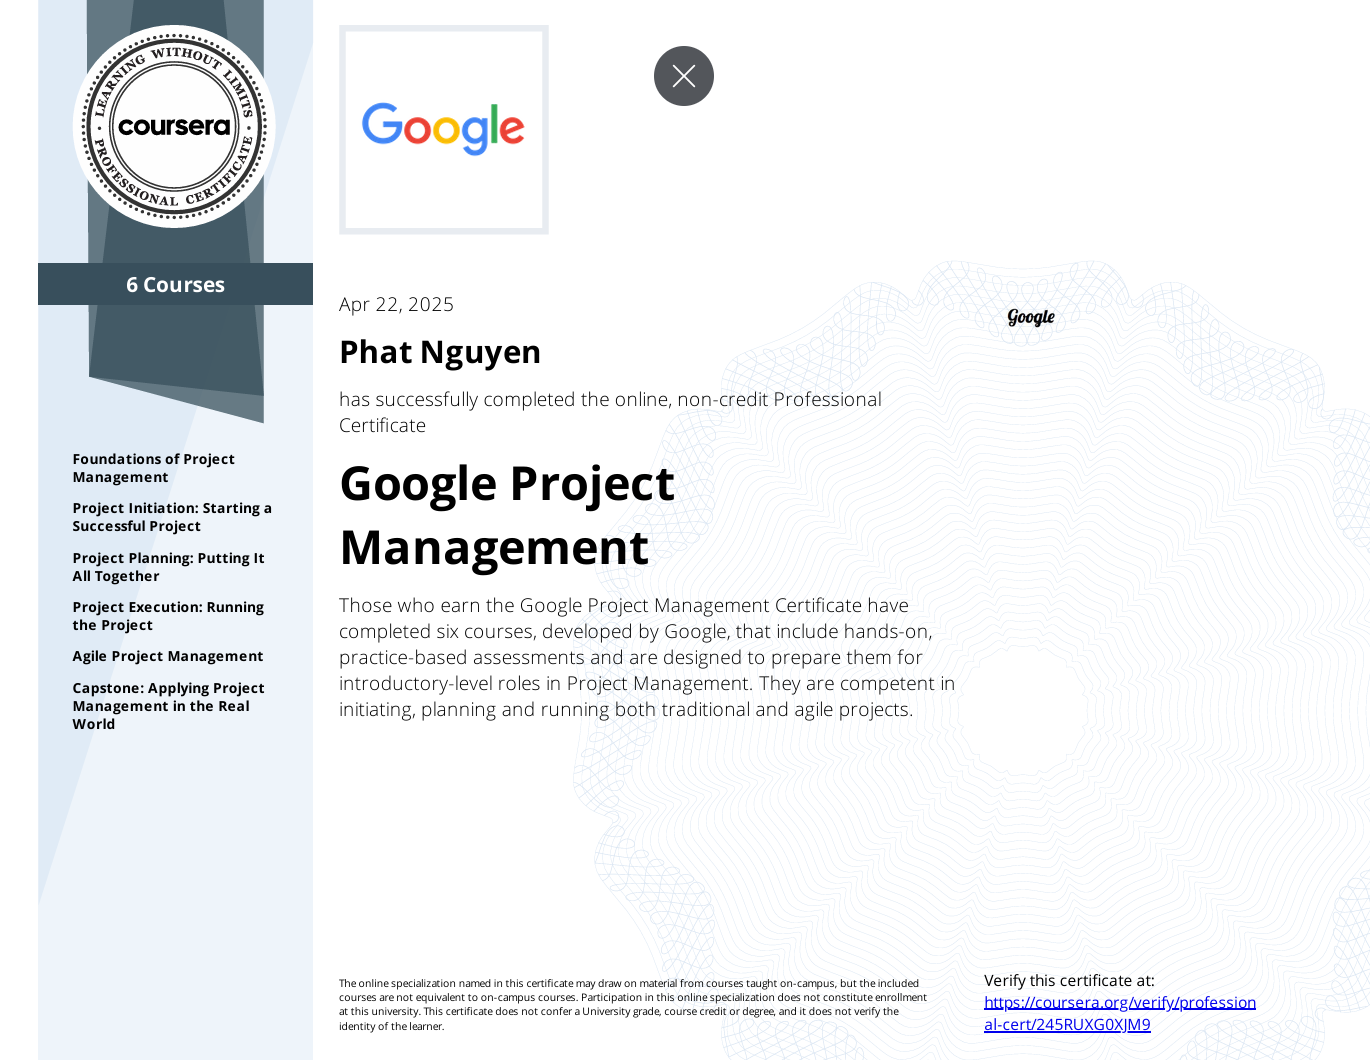 LEARNING WITHOUT LIMITS
coursera
PROFESSIONAL CERTIFICATE
6 Courses
Foundations of Project
Management
Project Initiation: Starting a
Successful Project
Project Planning: Putting It
All Together
Project Execution: Running
the Project
Agile Project Management
Capstone: Applying Project
Management in the Real
World
Google
Apr 22, 2025
Phat Nguyen
has successfully completed the online, non-credit Professional
Certificate
Google Project
Management
Those who earn the Google Project Management Certificate have
completed six courses, developed by Google, that include hands-on,
practice-based assessments and are designed to prepare them for
introductory-level roles in Project Management. They are competent in
initiating, planning and running both traditional and agile projects.
Google
The online specialization named in this certificate may draw on material from courses taught on-campus, but the included
courses are not equivalent to on-campus courses. Participation in this online specialization does not constitute enrollment
at this university. This certificate does not confer a University grade, course credit or degree, and it does not verify the
identity of the learner.
Verify this certificate at:
https://coursera.org/verify/profession
al-cert/245RUXG0XJM9